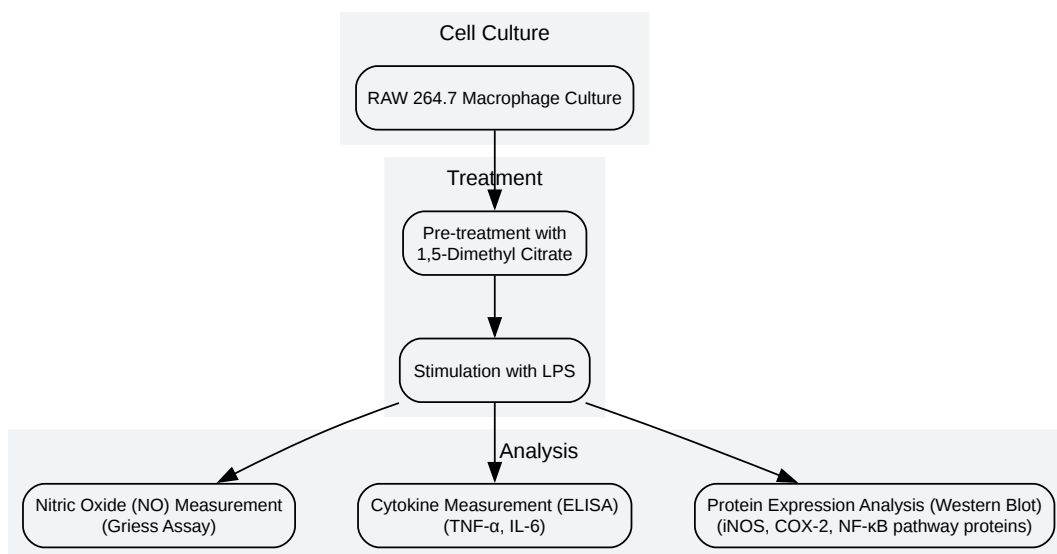 Cell Culture
RAW 264.7 Macrophage Culture
Treatment
Pre-treatment with
1,5-Dimethyl Citrate
Stimulation with LPS
Analysis
Nitric Oxide (NO) Measurement
(Griess Assay)
Cytokine Measurement (ELISA)
(TNF-α, IL-6)
Protein Expression Analysis (Western Blot)
(iNOS, COX-2, NF-κB pathway proteins)